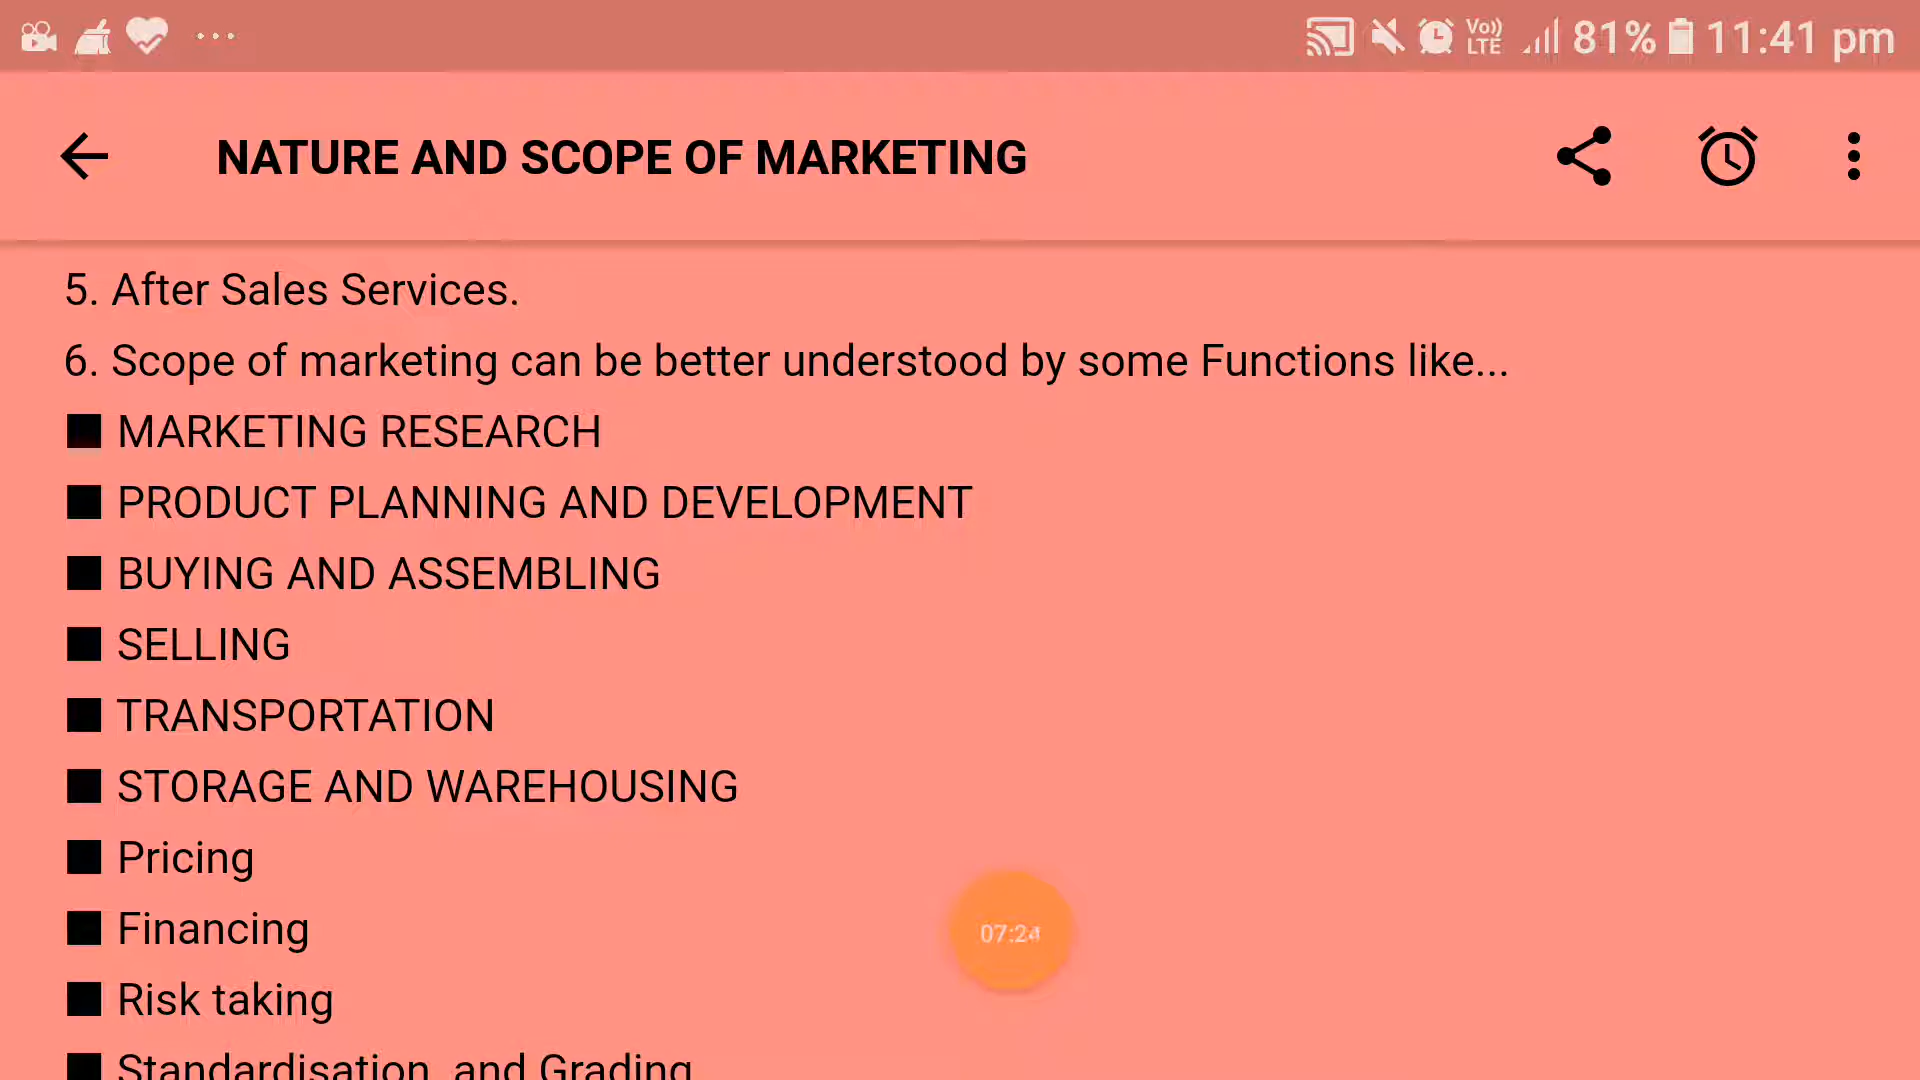 Vo)) LTE 81% 11:41 pm
NATURE AND SCOPE OF MARKETING
5. After Sales Services.
6. Scope of marketing can be better understood by some Functions like...
■ MARKETING RESEARCH
■ PRODUCT PLANNING AND DEVELOPMENT
■ BUYING AND ASSEMBLING
■ SELLING
■ TRANSPORTATION
■ STORAGE AND WAREHOUSING
■ Pricing
■ Financing
07:24
■ Risk taking
■ Standardisation and Grading